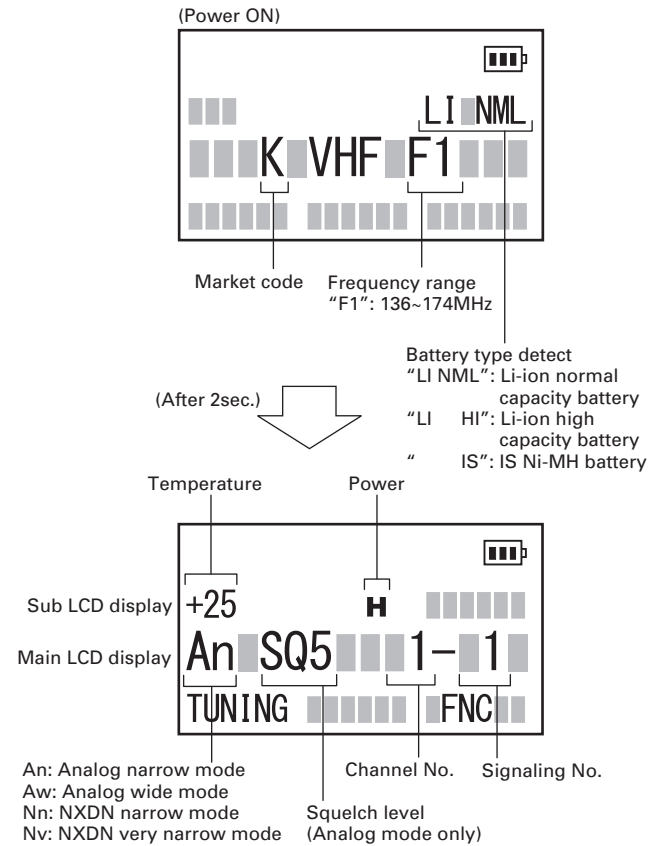 (Power ON)
LI NML
K VHF F1
Market code
Frequency range
"F1": 136~174MHz
Battery type detect
"LI NML": Li-ion normal
capacity battery
"LI HI": Li-ion high
capacity battery
" IS": IS Ni-MH battery
(After 2sec.)
Temperature
Power
Sub LCD display
+25
H
Main LCD display
An SQ5 1- 1
TUNING FNC
An: Analog narrow mode
Aw: Analog wide mode
Nn: NXDN narrow mode
Nv: NXDN very narrow mode
Squelch level
(Analog mode only)
Channel No.
Signaling No.